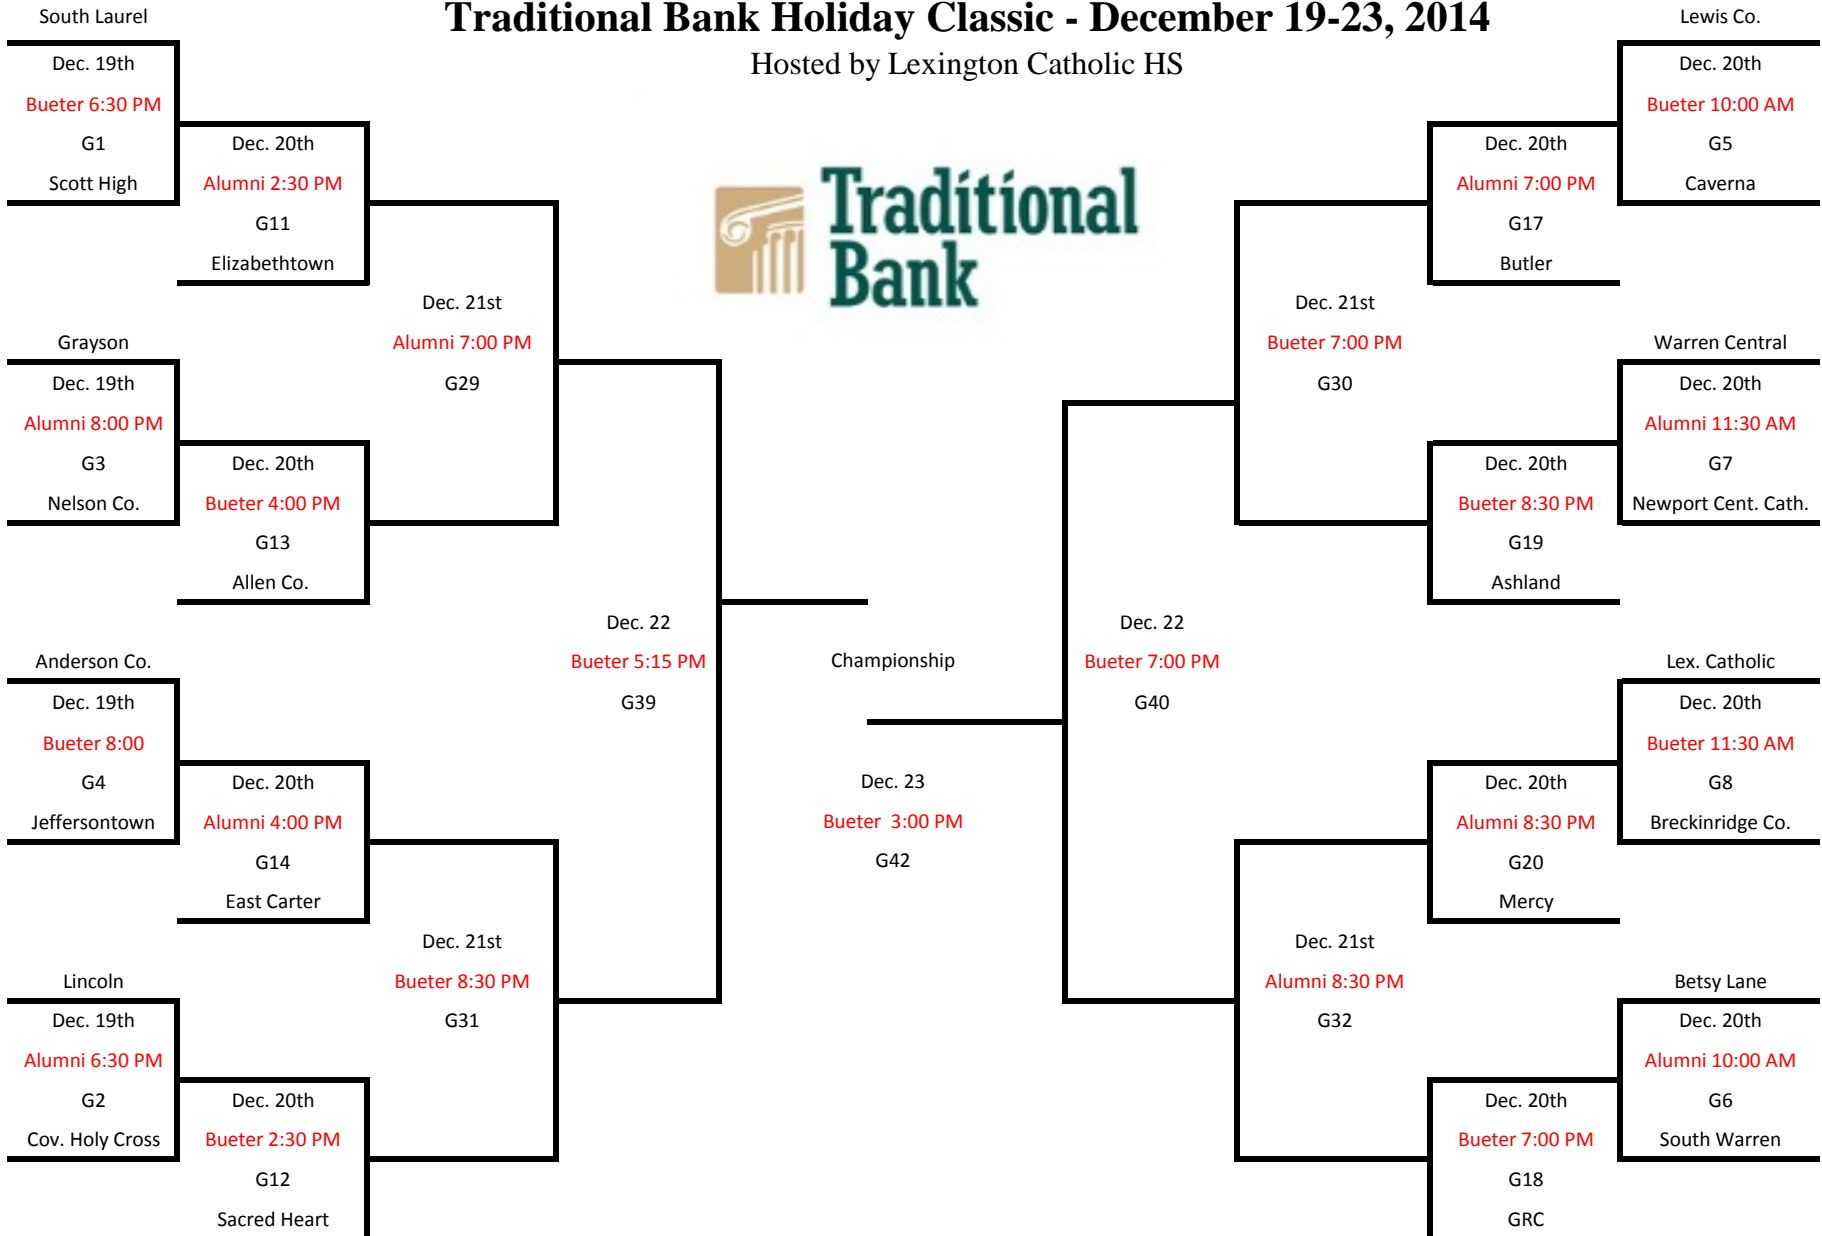 Traditional Bank Holiday Classic - December 19-23, 2014
Hosted by Lexington Catholic HS
Traditional
Bank
South Laurel
Dec. 19th
Bueter 6:30 PM
G1
Scott High
Dec. 20th
Alumni 2:30 PM
G11
Elizabethtown
Dec. 21st
Alumni 7:00 PM
G29
Grayson
Dec. 19th
Alumni 8:00 PM
G3
Nelson Co.
Dec. 20th
Bueter 4:00 PM
G13
Allen Co.
Dec. 22
Bueter 5:15 PM
G39
Anderson Co.
Dec. 19th
Bueter 8:00
G4
Jeffersontown
Dec. 20th
Alumni 4:00 PM
G14
East Carter
Dec. 21st
Bueter 8:30 PM
G31
Lincoln
Dec. 19th
Alumni 6:30 PM
G2
Cov. Holy Cross
Dec. 20th
Bueter 2:30 PM
G12
Sacred Heart
Championship
Dec. 23
Bueter  3:00 PM
G42
Lewis Co.
Dec. 20th
Bueter 10:00 AM
G5
Caverna
Dec. 20th
Alumni 7:00 PM
G17
Butler
Dec. 21st
Bueter 7:00 PM
G30
Warren Central
Dec. 20th
Alumni 11:30 AM
G7
Newport Cent. Cath.
Dec. 20th
Bueter 8:30 PM
G19
Ashland
Dec. 22
Bueter 7:00 PM
G40
Lex. Catholic
Dec. 20th
Bueter 11:30 AM
G8
Breckinridge Co.
Dec. 20th
Alumni 8:30 PM
G20
Mercy
Dec. 21st
Alumni 8:30 PM
G32
Betsy Lane
Dec. 20th
Alumni 10:00 AM
G6
South Warren
Dec. 20th
Bueter 7:00 PM
G18
GRC